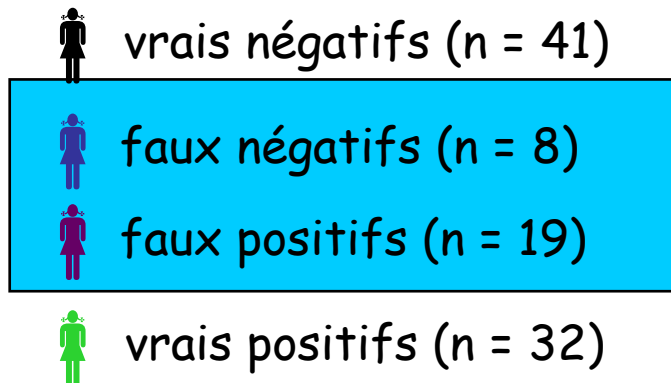 vrais négatifs (n = 41)
faux négatifs (n = 8)
faux positifs (n = 19)
vrais positifs (n = 32)